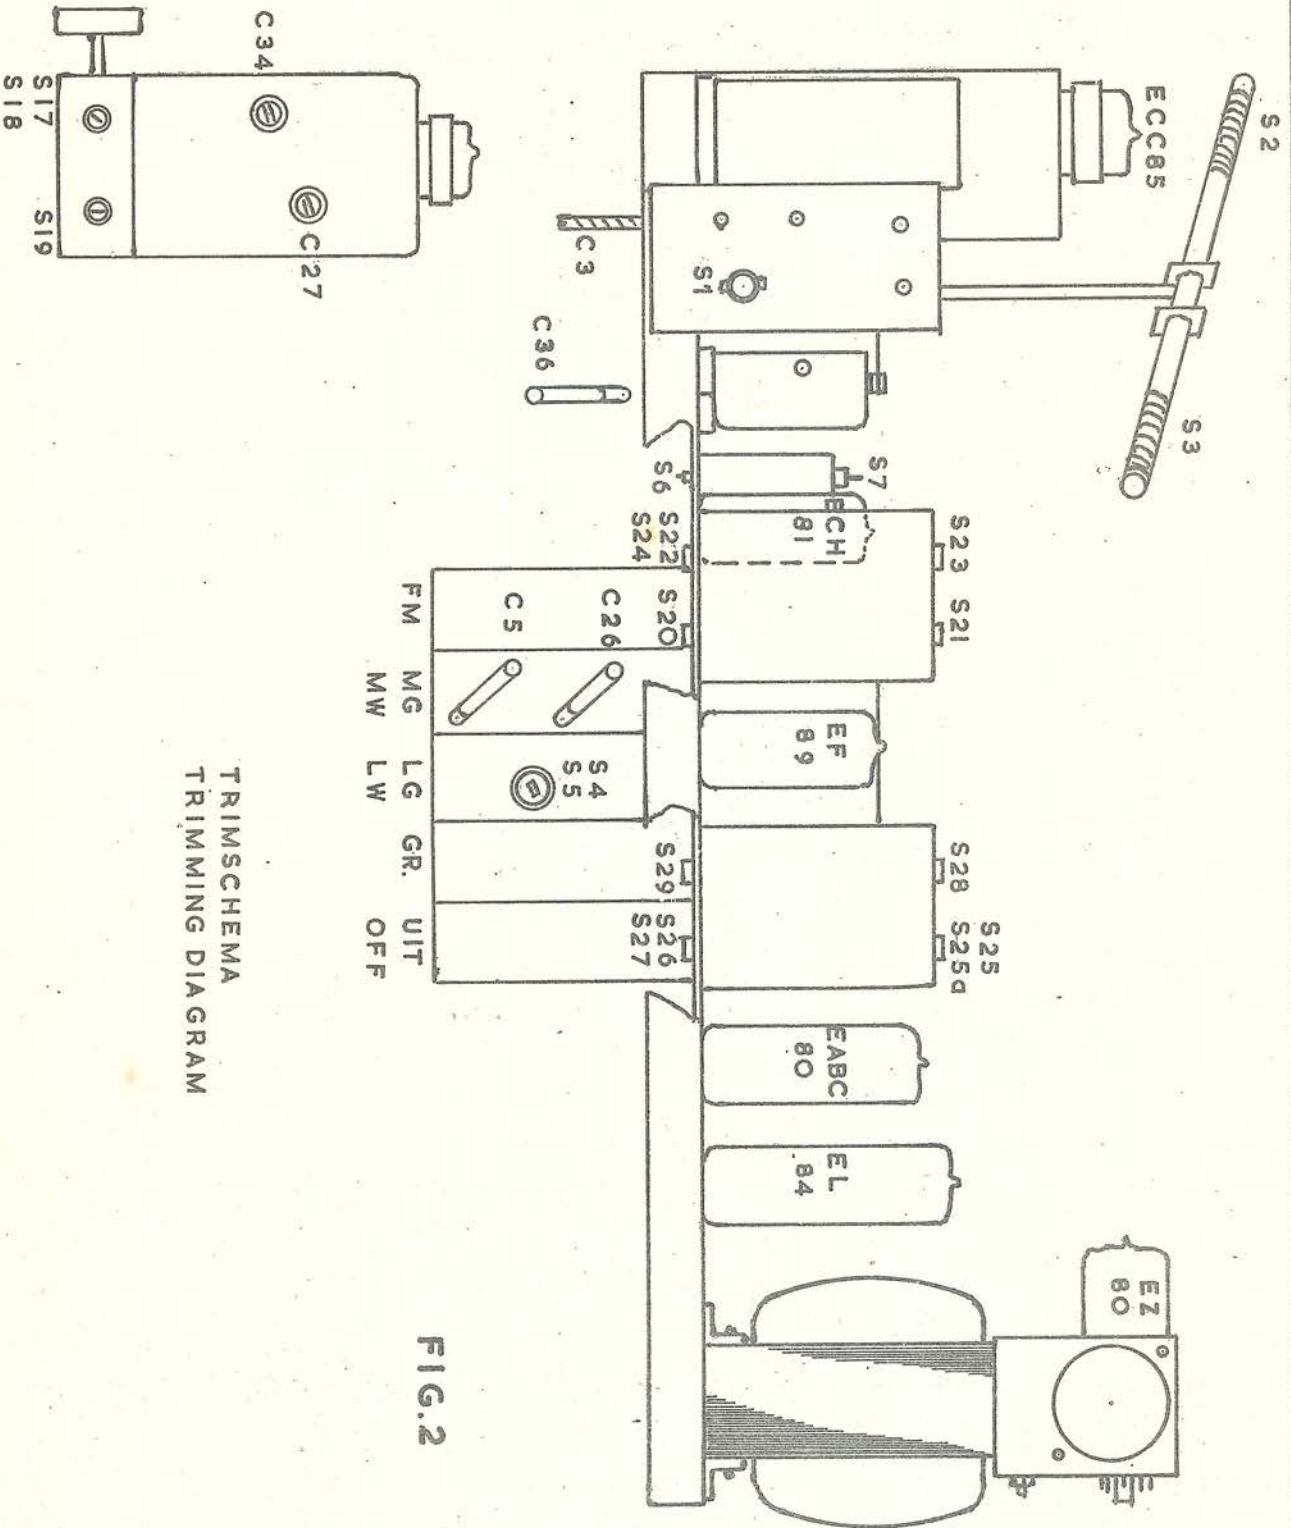 S2
ECC85
S3
S1
C3
C36
S7
S6
ECH
81
S23
S21
S22
S24
S20
EF
89
S28
S25
S25a
S29
S26
S27
EABC
80
EL
84
EZ
80
C26
C5
S4
S5
FM
MG
MW
LG
LW
GR.
UIT
OFF
C34
C27
S17
S18
S19
FIG.2
TRIMSCHEMA
TRIMMING DIAGRAM